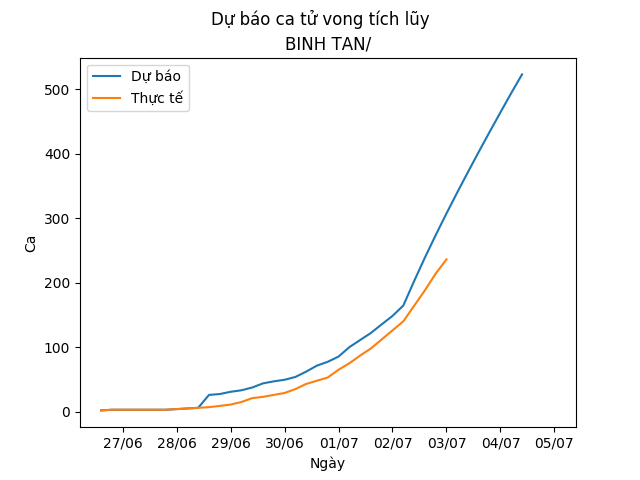 Dự báo ca tử vong tích lũy
BINH TAN/
Dự báo
Thực tế
500
400
300
200
100
0
Ca
27/06 28/06 29/06 30/06 01/07 02/07 03/07 04/07 05/07
Ngày